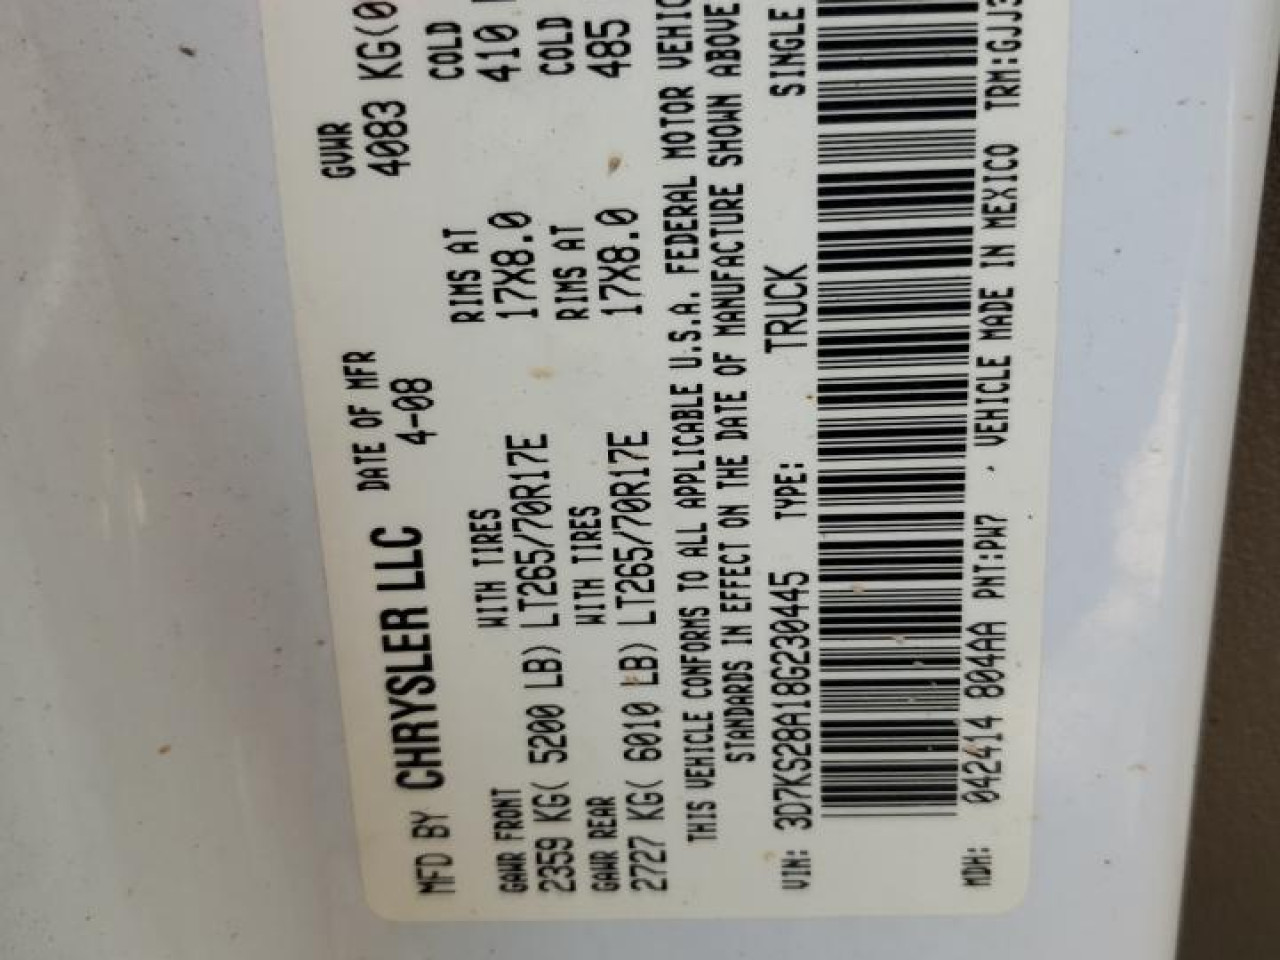 MFD BY CHRYSLER LLC DATE OF MFR GVWR
4-08 4083 KG(0
GAWR FRONT WITH TIRES RIMS AT COLD
2359 KG( 5200 LB) LT265/70R17E 17X8.0 410
GAWR REAR WITH TIRES RIMS AT COLD
2727 KG( 6010 LB) LT265/70R17E 17X8.0 485
THIS VEHICLE CONFORMS TO ALL APPLICABLE U.S.A. FEDERAL MOTOR VEHIC
STANDARDS IN EFFECT ON THE DATE OF MANUFACTURE SHOWN ABOVE
VIN: 3D7KS28A18G230445 TYPE: TRUCK SINGLE
MDH: 042414 804AA PNT:PW7 . VEHICLE MADE IN MEXICO TRM:GJJ3